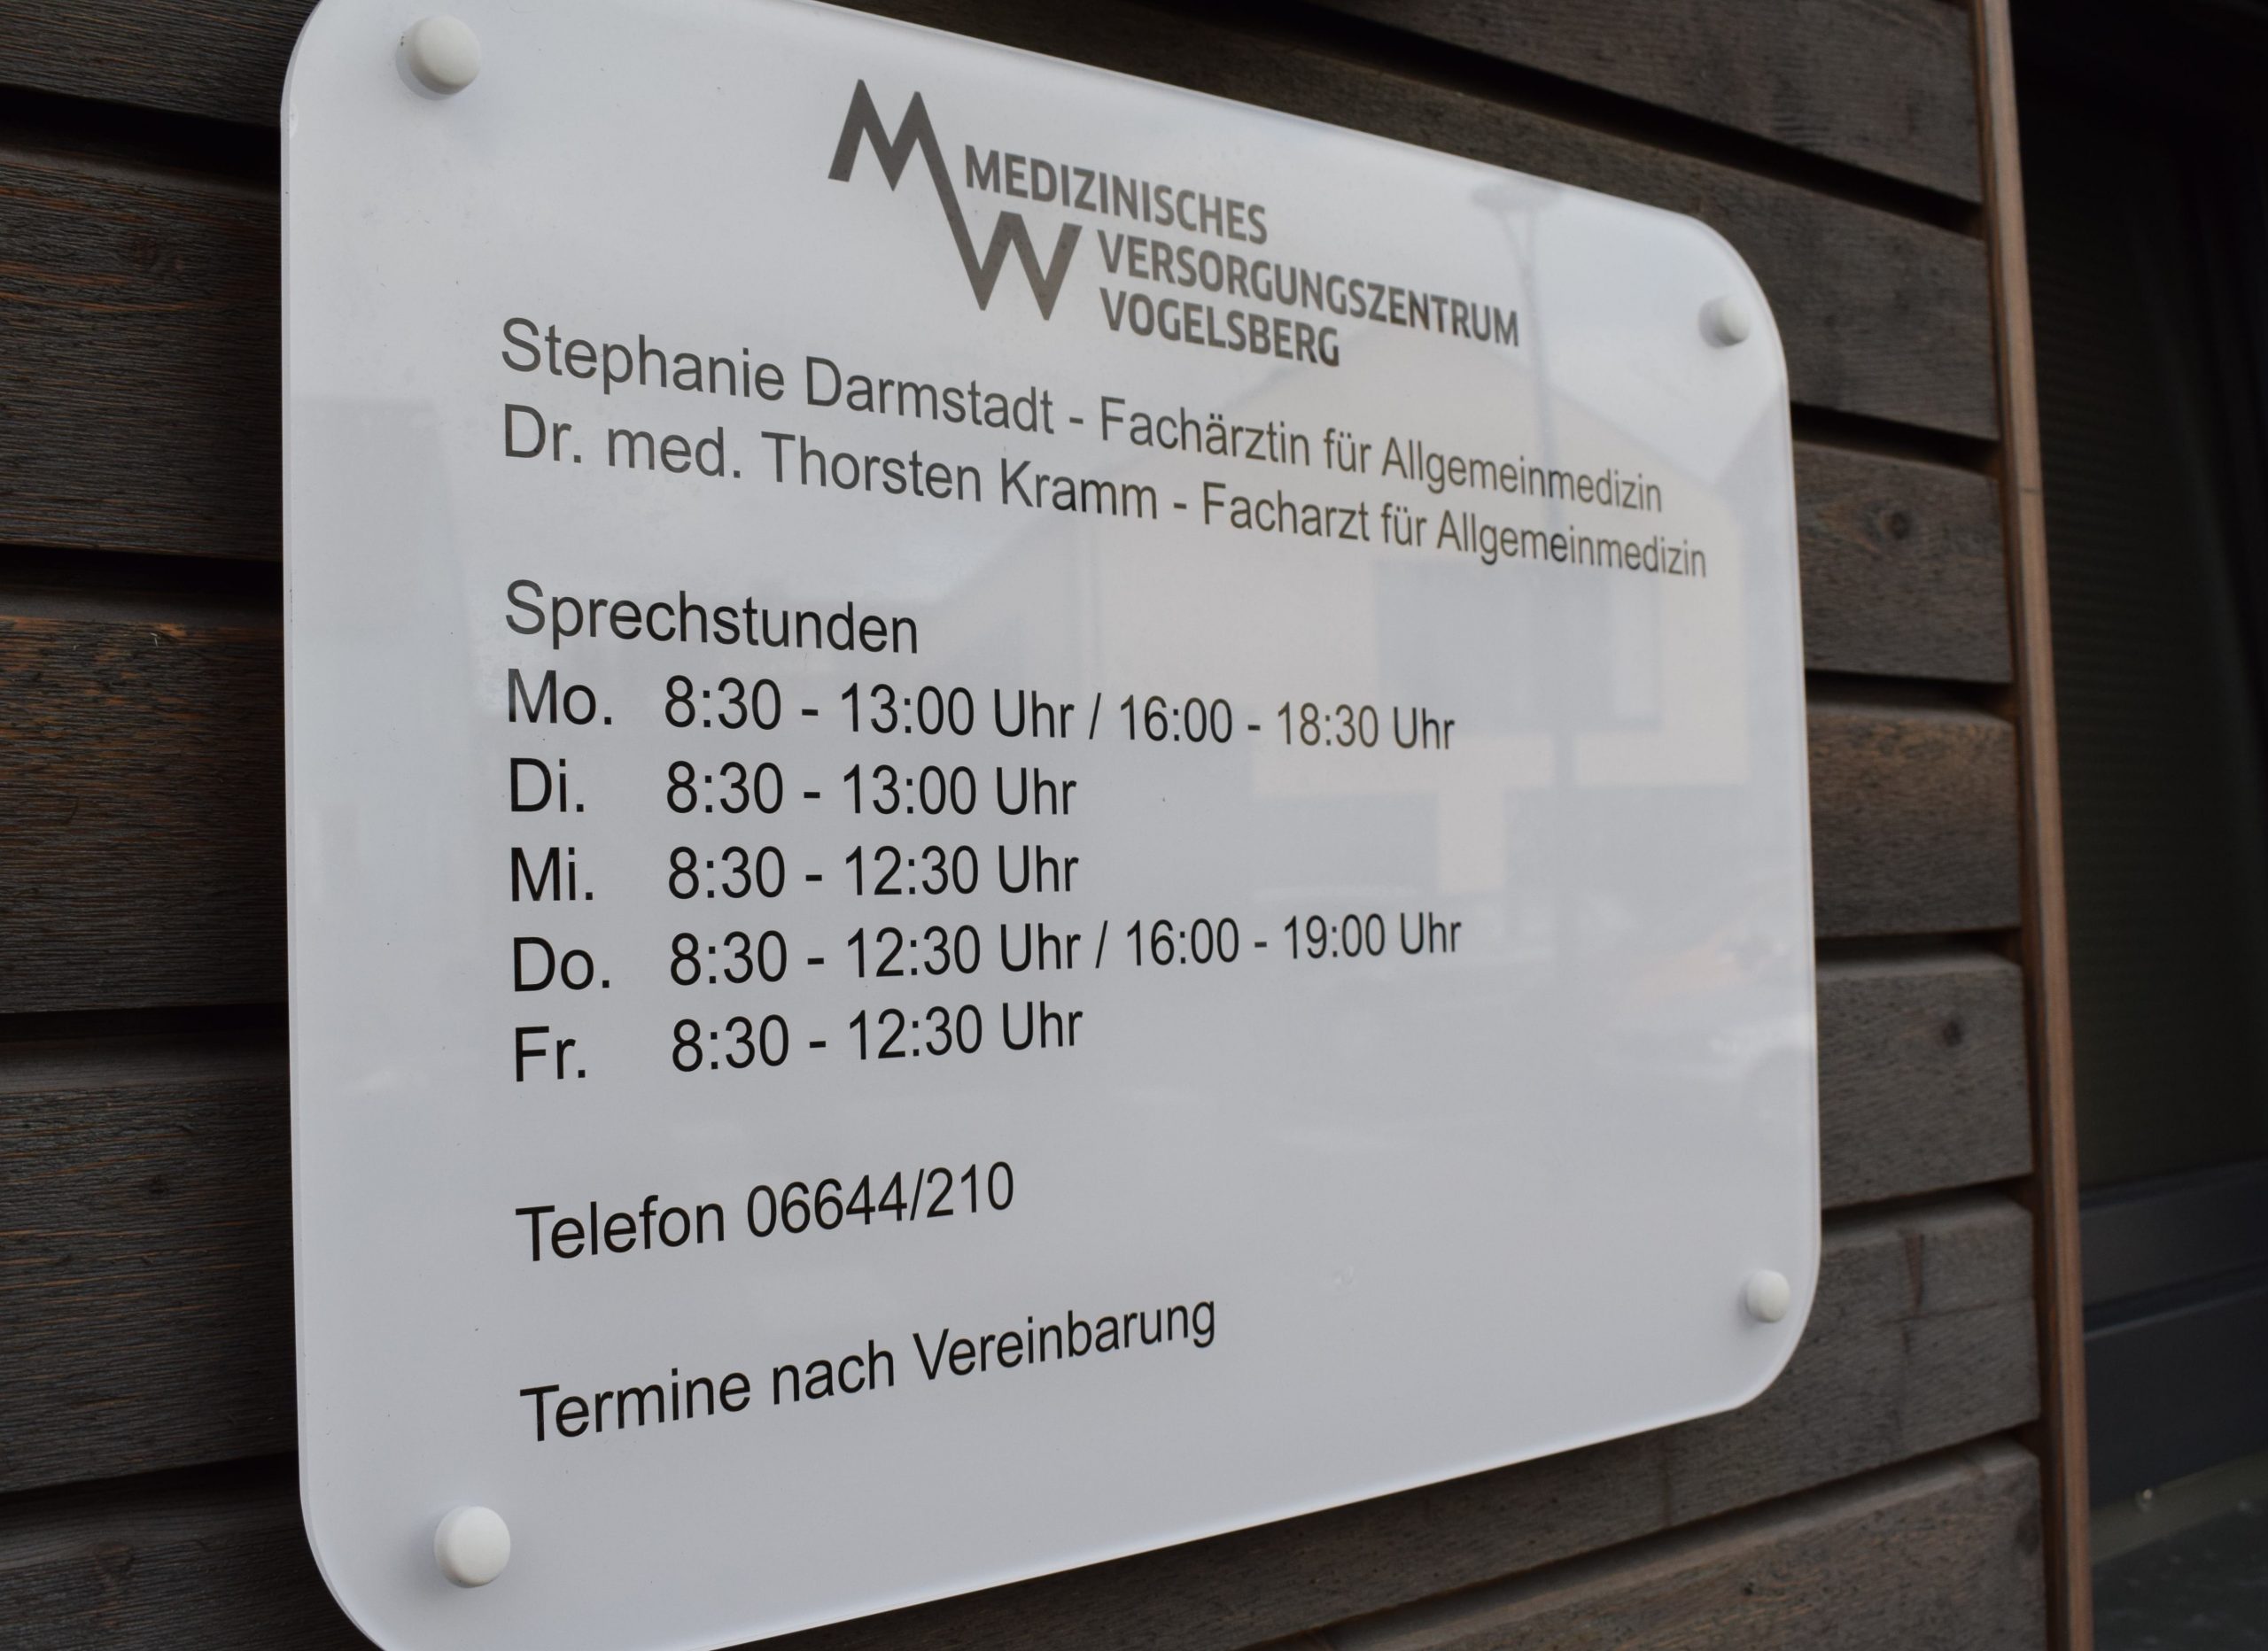 MEDIZINISCHES
VERSORGUNGSZENTRUM
VOGELSBERG
Stephanie Darmstadt - Fachärztin für Allgemeinmedizin
Dr. med. Thorsten Kramm - Facharzt für Allgemeinmedizin
Sprechstunden
Mo. 8:30 - 13:00 Uhr / 16:00 - 18:30 Uhr
Di. 8:30 - 13:00 Uhr
Mi. 8:30 - 12:30 Uhr
Do. 8:30 - 12:30 Uhr / 16:00 - 19:00 Uhr
Fr. 8:30 - 12:30 Uhr
Telefon 06644/210
Termine nach Vereinbarung